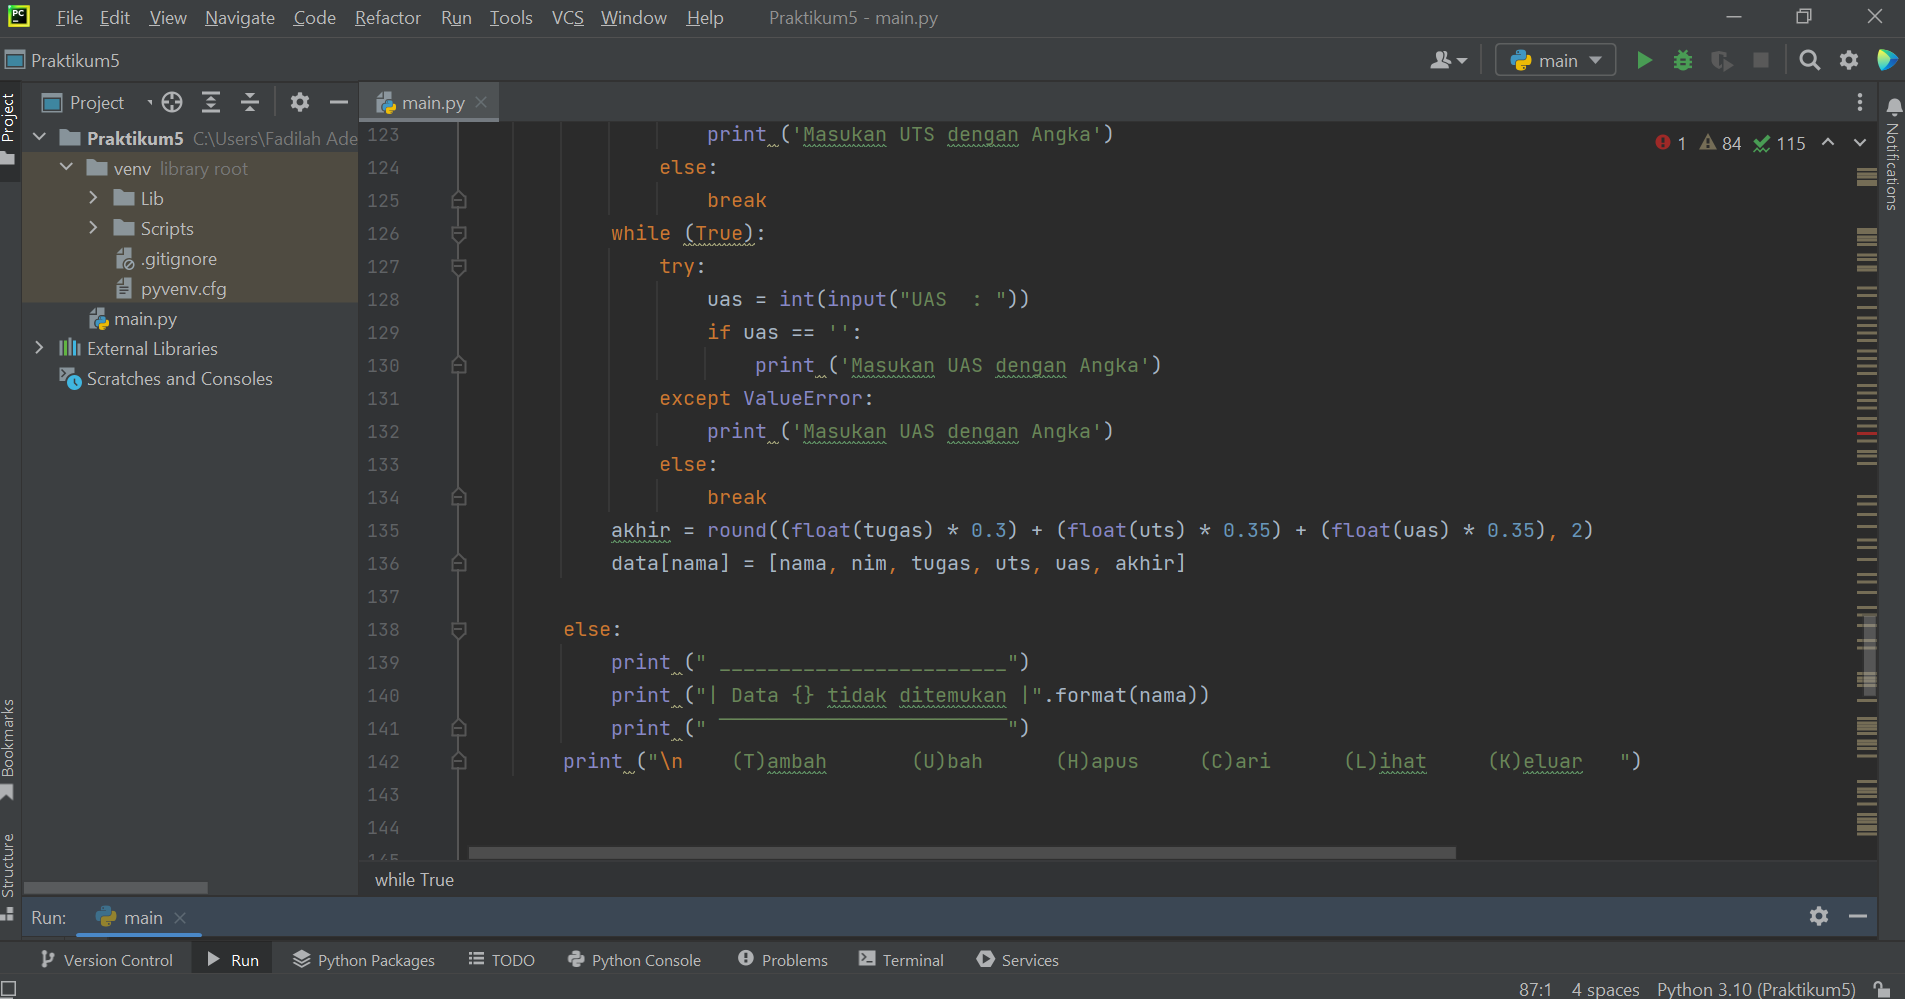 PC File Edit View Navigate Code Refactor Run Tools VCS Window Help Praktikum5 - main.py
Praktikum5 main
Project
Project main.py
Praktikum5 C:\Users\Fadilah Ade
venv library root
Lib
Scripts
.gitignore
pyvenv.cfg
main.py
External Libraries
Scratches and Consoles
1 84 115
Notifications
123 print ('Masukan UTS dengan Angka')
124 else:
125 break
126 while (True):
127 try:
128 uas = int(input("UAS  : "))
129 if uas == '':
130 print ('Masukan UAS dengan Angka')
131 except ValueError:
132 print ('Masukan UAS dengan Angka')
133 else:
134 break
135 akhir = round((float(tugas) * 0.3) + (float(uts) * 0.35) + (float(uas) * 0.35), 2)
136 data[nama] = [nama, nim, tugas, uts, uas, akhir]
137
138 else:
139 print (" ________________________")
140 print ("| Data {} tidak ditemukan |".format(nama))
141 print (" ‾‾‾‾‾‾‾‾‾‾‾‾‾‾‾‾‾‾‾‾‾‾‾‾")
142 print ("\n    (T)ambah       (U)bah      (H)apus     (C)ari      (L)ihat     (K)eluar   ")
143
144
145
while True
Bookmarks
Structure
Run: main
Version Control Run Python Packages TODO Python Console Problems Terminal Services
87:1 4 spaces Python 3.10 (Praktikum5)